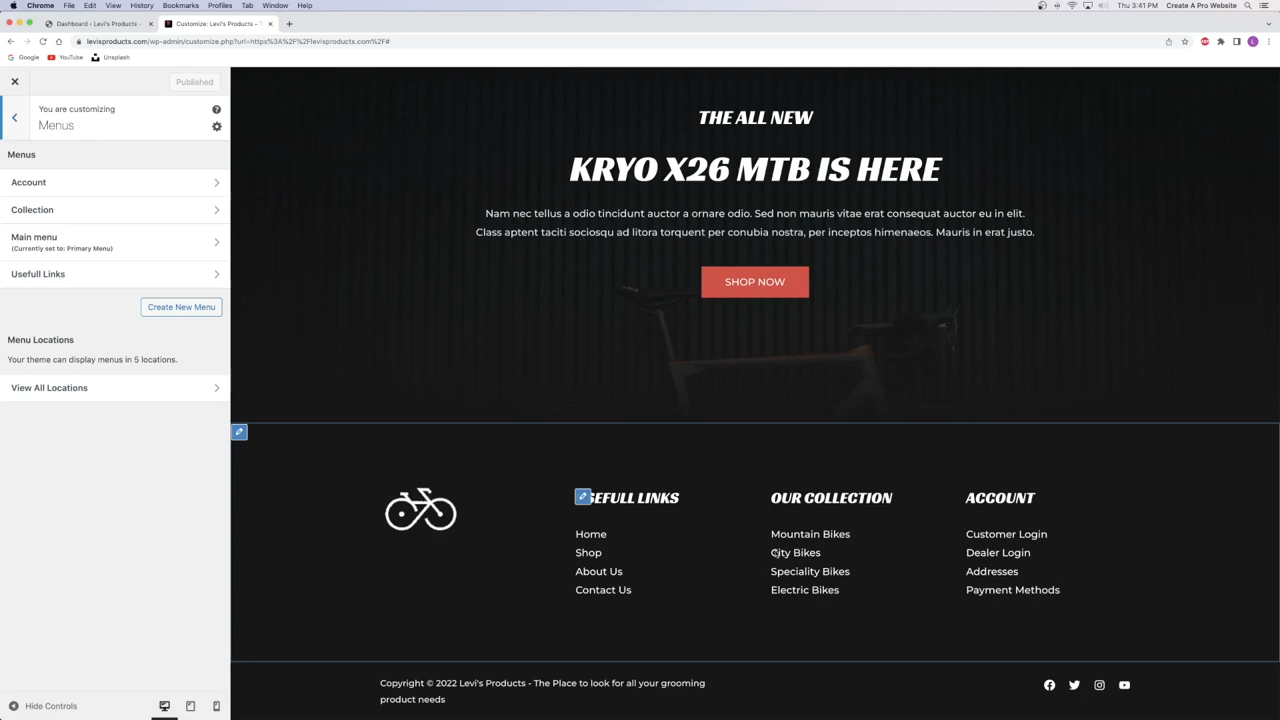 Chrome File Edit View History Bookmarks Profiles Tab Window Help
Thu 3:41 PM Create A Pro Website
Dashboard ‹ Levi's Products -
Customize: Levi's Products – T
levisproducts.com/wp-admin/customize.php?url=https%3A%2F%2Flevisproducts.com%2F#
Google YouTube Unsplash
Published
You are customizing
Menus
Menus
Account
Collection
Main menu
(Currently set to: Primary Menu)
Usefull Links
Create New Menu
Menu Locations
Your theme can display menus in 5 locations.
View All Locations
Hide Controls
THE ALL NEW
KRYO X26 MTB IS HERE
Nam nec tellus a odio tincidunt auctor a ornare odio. Sed non mauris vitae erat consequat auctor eu in elit.
Class aptent taciti sociosqu ad litora torquent per conubia nostra, per inceptos himenaeos. Mauris in erat justo.
SHOP NOW
SEFULL LINKS
Home
Shop
About Us
Contact Us
OUR COLLECTION
Mountain Bikes
City Bikes
Speciality Bikes
Electric Bikes
ACCOUNT
Customer Login
Dealer Login
Addresses
Payment Methods
Copyright © 2022 Levi's Products - The Place to look for all your grooming
product needs